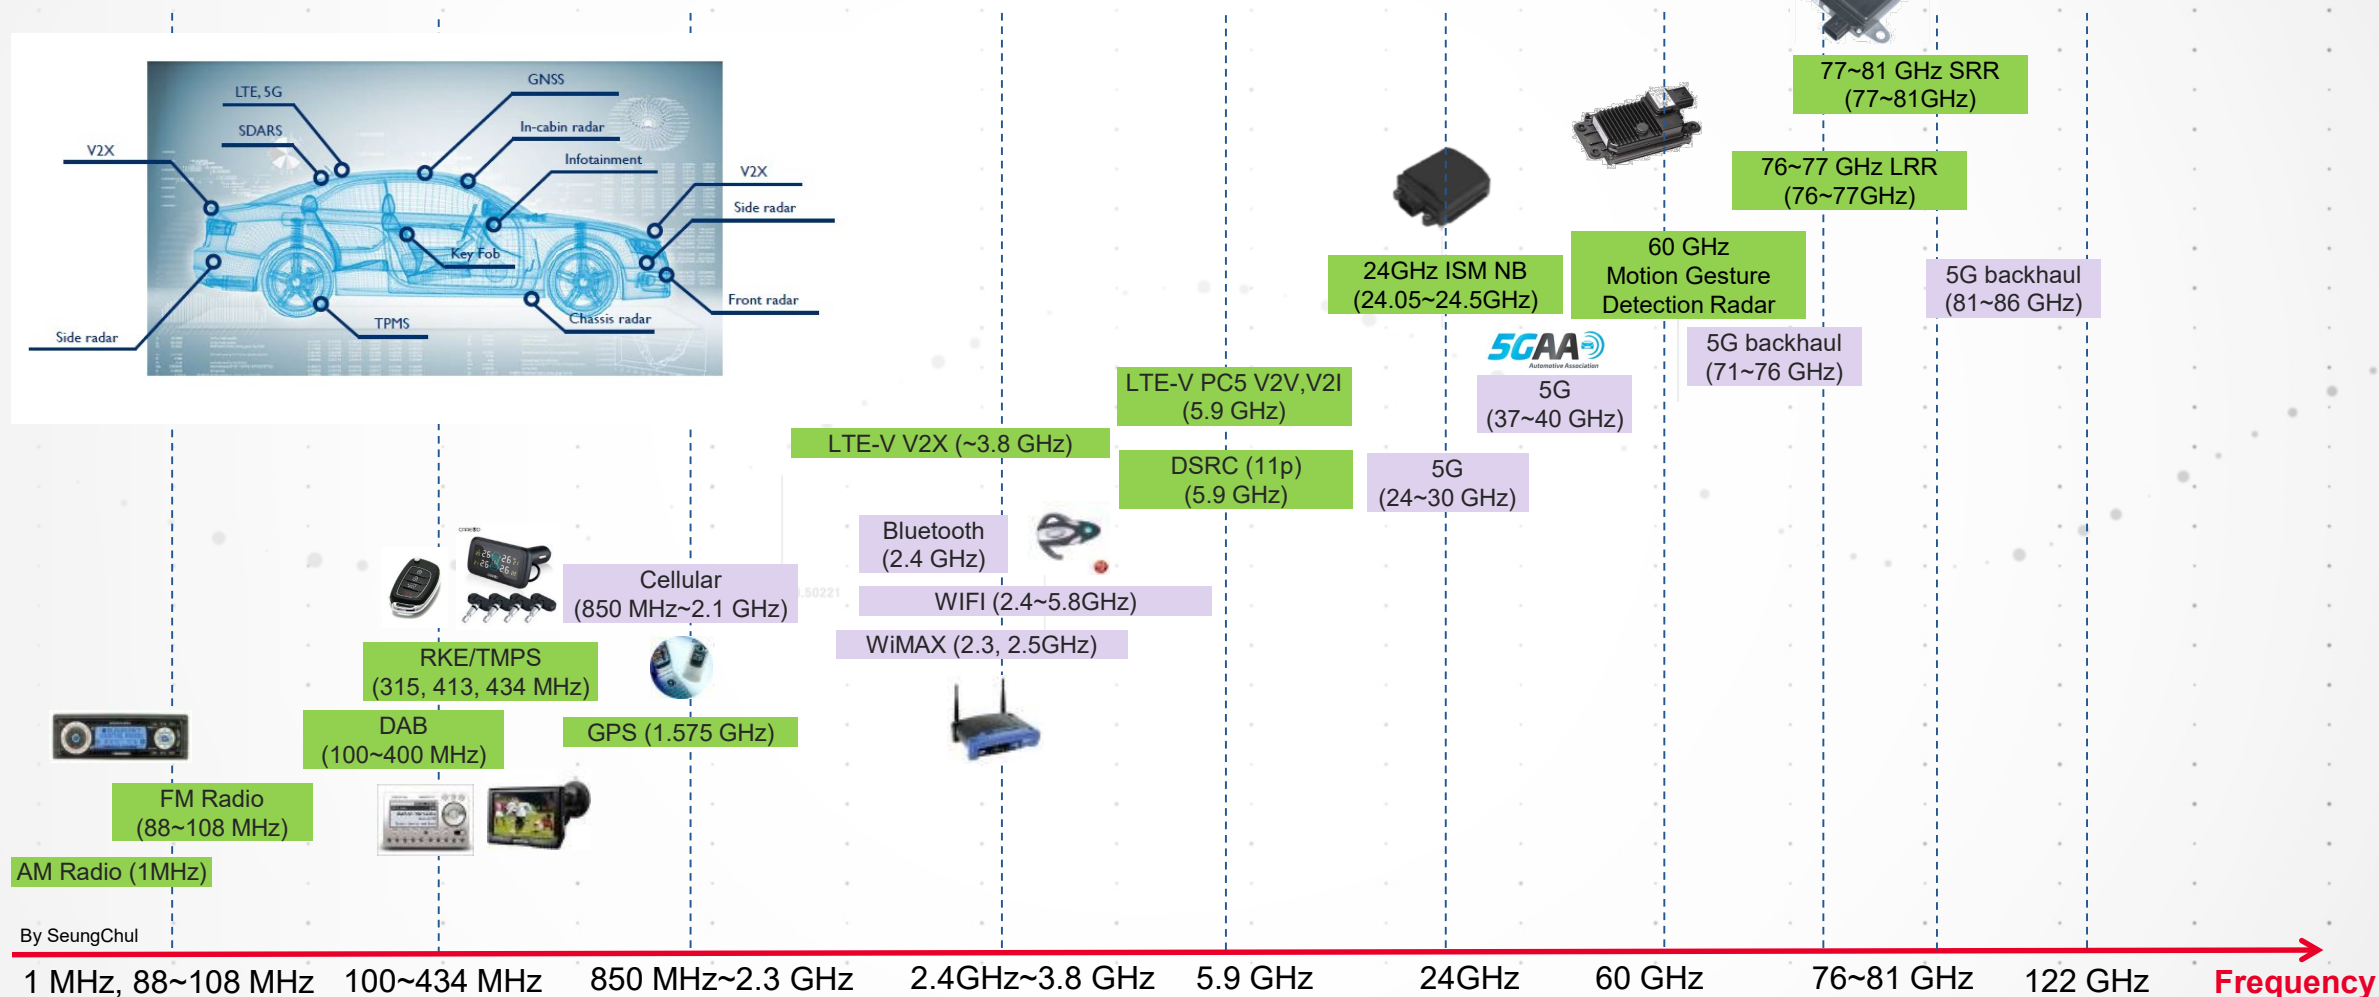 LTE, 5G
GNSS
SDARS
In-cabin radar
V2X
Infotainment
V2X
Side radar
Key Fob
Front radar
Chassis radar
TPMS
Side radar
77~81 GHz SRR
(77~81GHz)
76~77 GHz LRR
(76~77GHz)
60 GHz
Motion Gesture
Detection Radar
24GHz ISM NB
(24.05~24.5GHz)
5G backhaul
(81~86 GHz)
5GAA
Automotive Association
5G backhaul
(71~76 GHz)
LTE-V PC5 V2V,V2I
(5.9 GHz)
5G
(37~40 GHz)
LTE-V V2X (~3.8 GHz)
DSRC (11p)
(5.9 GHz)
5G
(24~30 GHz)
Bluetooth
(2.4 GHz)
Cellular
(850 MHz~2.1 GHz)
.50221
WIFI (2.4~5.8GHz)
WiMAX (2.3, 2.5GHz)
RKE/TMPS
(315, 413, 434 MHz)
DAB
(100~400 MHz)
GPS (1.575 GHz)
FM Radio
(88~108 MHz)
AM Radio (1MHz)
By SeungChul
1 MHz, 88~108 MHz
100~434 MHz
850 MHz~2.3 GHz
2.4GHz~3.8 GHz
5.9 GHz
24GHz
60 GHz
76~81 GHz
122 GHz
Frequency